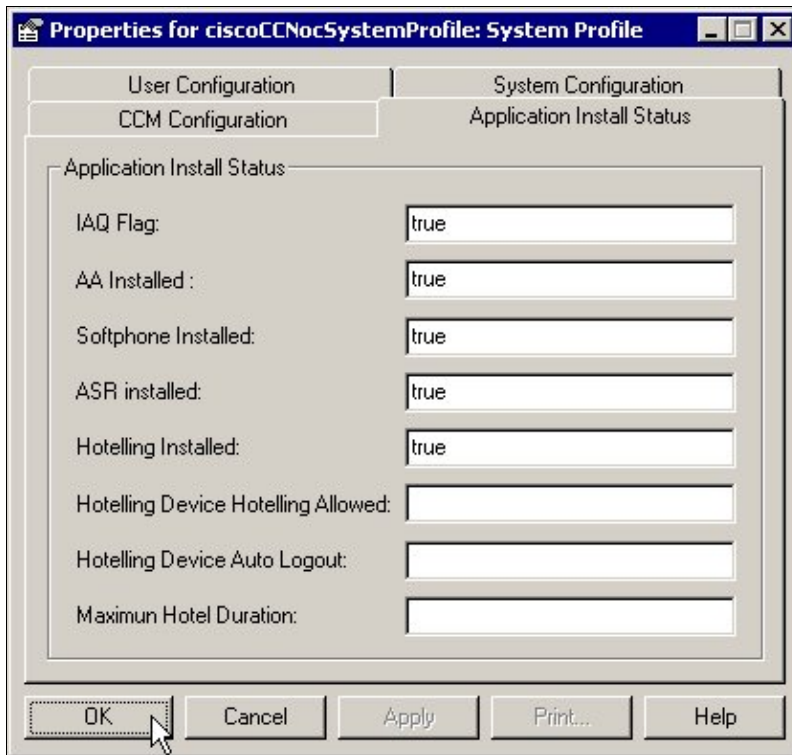 Properties for ciscoCCNocSystemProfile: System Profile
User Configuration
System Configuration
CCM Configuration
Application Install Status
Application Install Status
IAQ Flag:
true
AA Installed :
true
Softphone Installed:
true
ASR installed:
true
Hotelling Installed:
true
Hotelling Device Hotelling Allowed:
Hotelling Device Auto Logout:
Maximun Hotel Duration:
OK
Cancel
Apply
Print...
Help